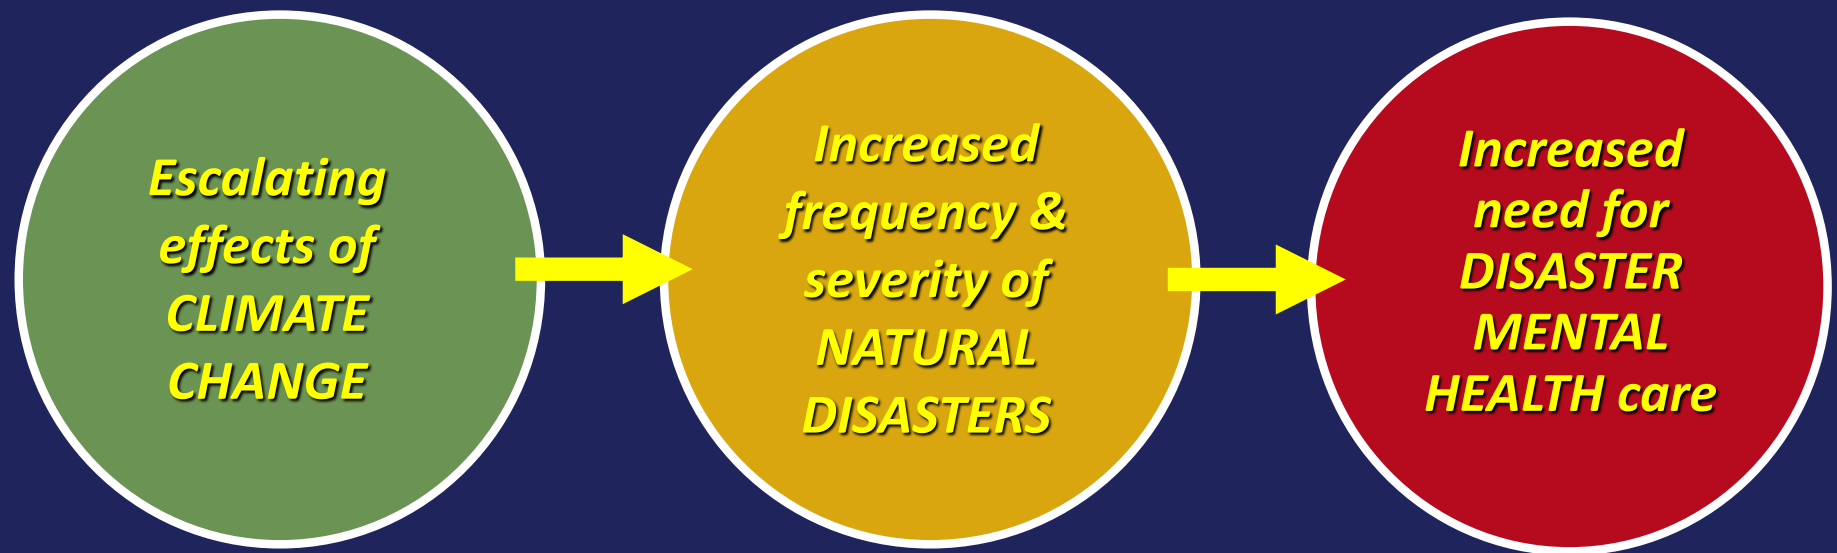 Escalating
effects of
CLIMATE
CHANGE
Increased
frequency &
severity of
NATURAL
DISASTERS
Increased
need for
DISASTER
MENTAL
HEALTH care